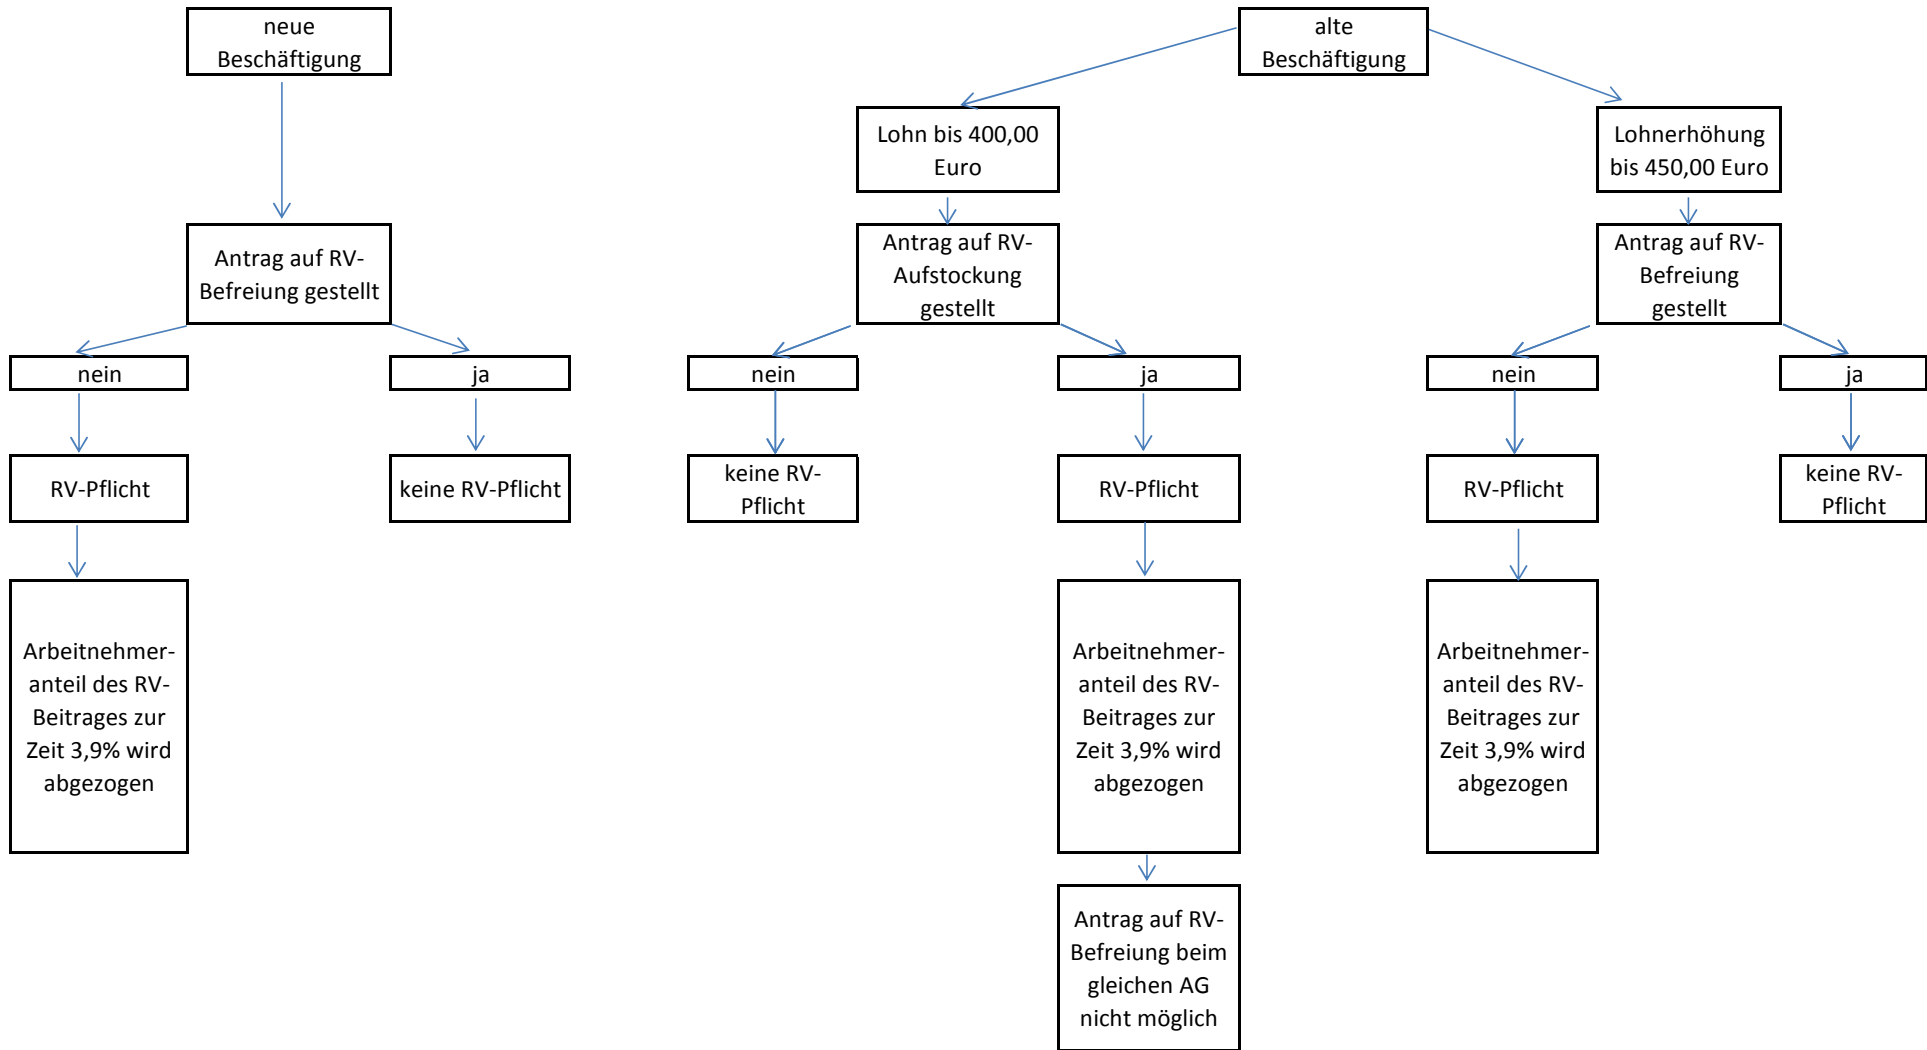 neue
Beschäftigung
Antrag auf RV-
Befreiung gestellt
nein
ja
RV-Pflicht
keine RV-Pflicht
Arbeitnehmer-
anteil des RV-
Beitrages zur
Zeit 3,9% wird
abgezogen
alte
Beschäftigung
Lohn bis 400,00
Euro
Antrag auf RV-
Aufstockung
gestellt
nein
ja
keine RV-
Pflicht
RV-Pflicht
Arbeitnehmer-
anteil des RV-
Beitrages zur
Zeit 3,9% wird
abgezogen
Antrag auf RV-
Befreiung beim
gleichen AG
nicht möglich
Lohnerhöhung
bis 450,00 Euro
Antrag auf RV-
Befreiung
gestellt
nein
ja
RV-Pflicht
keine RV-
Pflicht
Arbeitnehmer-
anteil des RV-
Beitrages zur
Zeit 3,9% wird
abgezogen